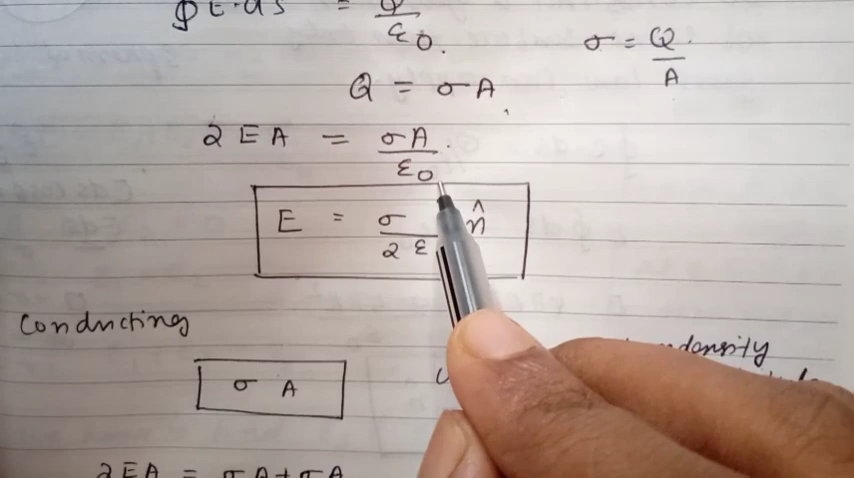 ∮ E·ds = Q/ε0.
σ = Q/A
Q = σA,
2EA = σA/ε0.
E = σ/2ε n̂
Conducting
density
σ A
2EA = σA + σA